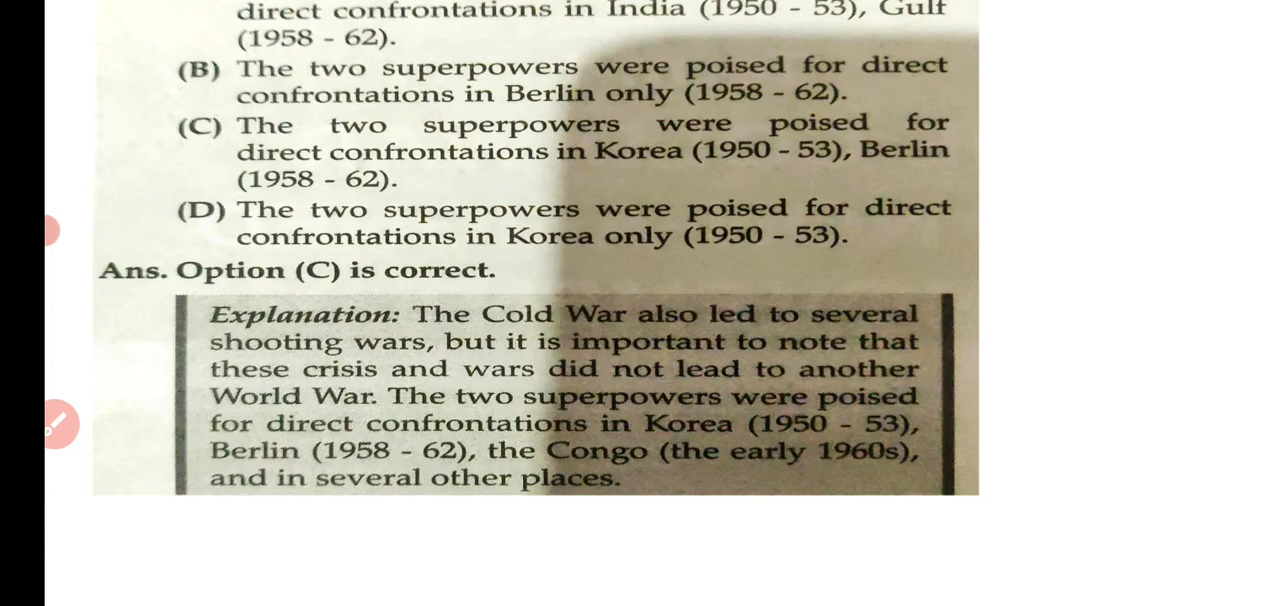 direct confrontations in India (1950 - 53), Gulf
(1958 - 62).
(B) The two superpowers were poised for direct
confrontations in Berlin only (1958 - 62).
(C) The two superpowers were poised for
direct confrontations in Korea (1950 - 53), Berlin
(1958 - 62).
(D) The two superpowers were poised for direct
confrontations in Korea only (1950 - 53).
Ans. Option (C) is correct.
Explanation: The Cold War also led to several
shooting wars, but it is important to note that
these crisis and wars did not lead to another
World War. The two superpowers were poised
for direct confrontations in Korea (1950 - 53),
Berlin (1958 - 62), the Congo (the early 1960s),
and in several other places.